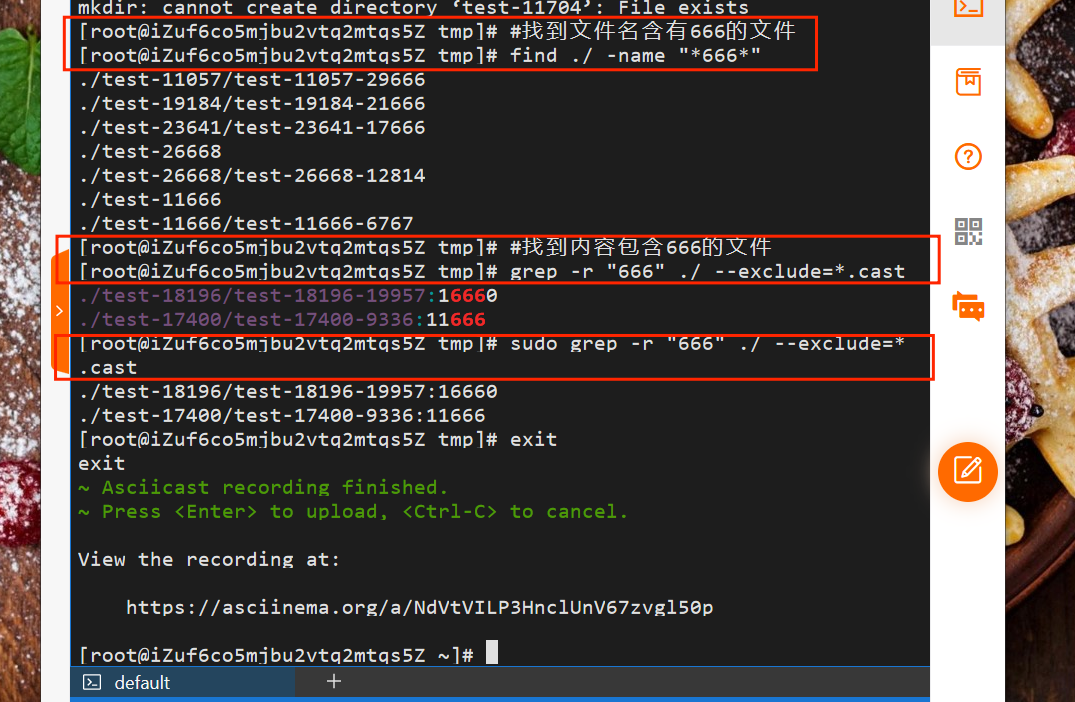 mkdir: cannot create directory ‘test-11704’: File exists
[root@iZuf6co5mjbu2vtq2mtqs5Z tmp]# #找到文件名含有666的文件
[root@iZuf6co5mjbu2vtq2mtqs5Z tmp]# find ./ -name "*666*"
./test-11057/test-11057-29666
./test-19184/test-19184-21666
./test-23641/test-23641-17666
./test-26668
./test-26668/test-26668-12814
./test-11666
./test-11666/test-11666-6767
[root@iZuf6co5mjbu2vtq2mtqs5Z tmp]# #找到内容包含666的文件
[root@iZuf6co5mjbu2vtq2mtqs5Z tmp]# grep -r "666" ./ --exclude=*.cast
./test-18196/test-18196-19957:16660
./test-17400/test-17400-9336:11666
[root@iZuf6co5mjbu2vtq2mtqs5Z tmp]# sudo grep -r "666" ./ --exclude=*
.cast
./test-18196/test-18196-19957:16660
./test-17400/test-17400-9336:11666
[root@iZuf6co5mjbu2vtq2mtqs5Z tmp]# exit
exit
~ Asciicast recording finished.
~ Press <Enter> to upload, <Ctrl-C> to cancel.
View the recording at:
https://asciinema.org/a/NdVtVILP3HnclUnV67zvgl50p
[root@iZuf6co5mjbu2vtq2mtqs5Z ~]#
default